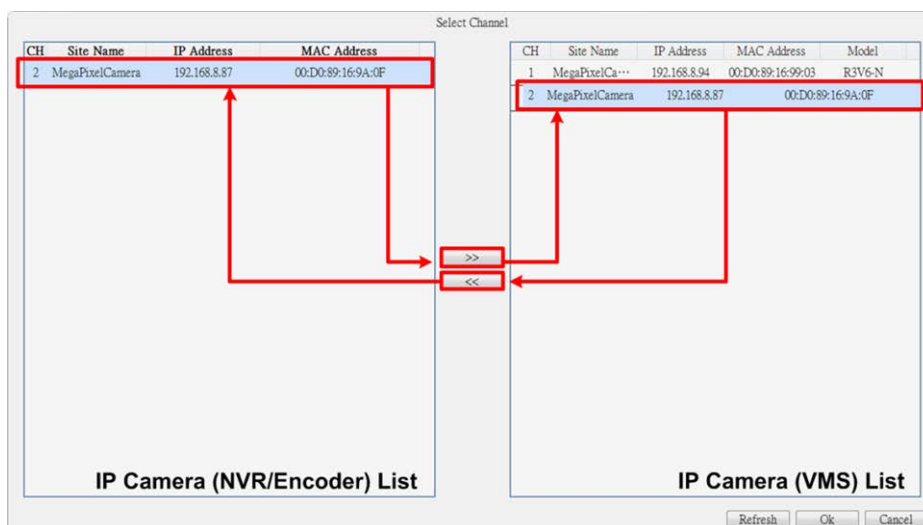 Select Channel
CH Site Name IP Address MAC Address
2 MegaPixelCamera 192.168.8.87 00:D0:89:16:9A:0F
CH Site Name IP Address MAC Address Model
1 MegaPixelCa··· 192.168.8.94 00:D0:89:16:99:03 R3V6-N
2 MegaPixelCamera 192.168.8.87 00:D0:89:16:9A:0F
>>
<<
IP Camera (NVR/Encoder) List
IP Camera (VMS) List
Refresh Ok Cancel